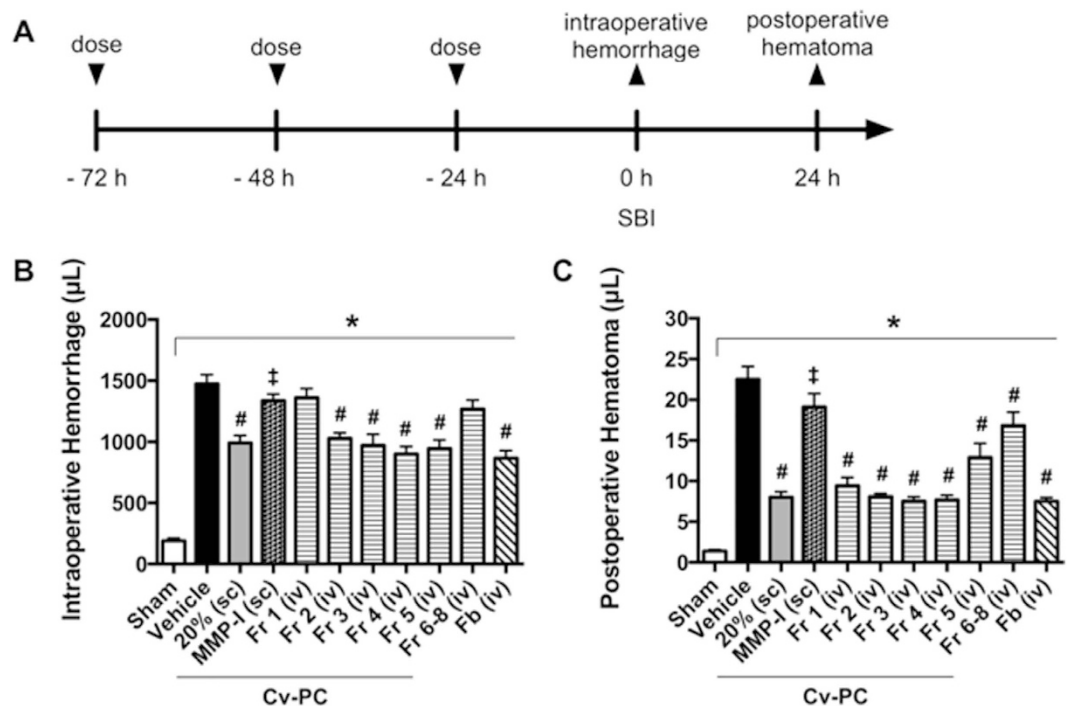 A
dose
dose
dose
intraoperative
hemorrhage
postoperative
hematoma
- 72 h
- 48 h
- 24 h
0 h
24 h
SBI
B
Intraoperative Hemorrhage (µL)
2000
1500
1000
500
0
*
#
‡
#
#
#
#
#
Sham
Vehicle
20% (sc)
MMP-I (sc)
Fr 1 (iv)
Fr 2 (iv)
Fr 3 (iv)
Fr 4 (iv)
Fr 5 (iv)
Fr 6-8 (iv)
Fb (iv)
Cv-PC
C
Postoperative Hematoma (µL)
30
25
20
15
10
5
0
*
#
‡
#
#
#
#
#
#
#
Sham
Vehicle
20% (sc)
MMP-I (sc)
Fr 1 (iv)
Fr 2 (iv)
Fr 3 (iv)
Fr 4 (iv)
Fr 5 (iv)
Fr 6-8 (iv)
Fb (iv)
Cv-PC